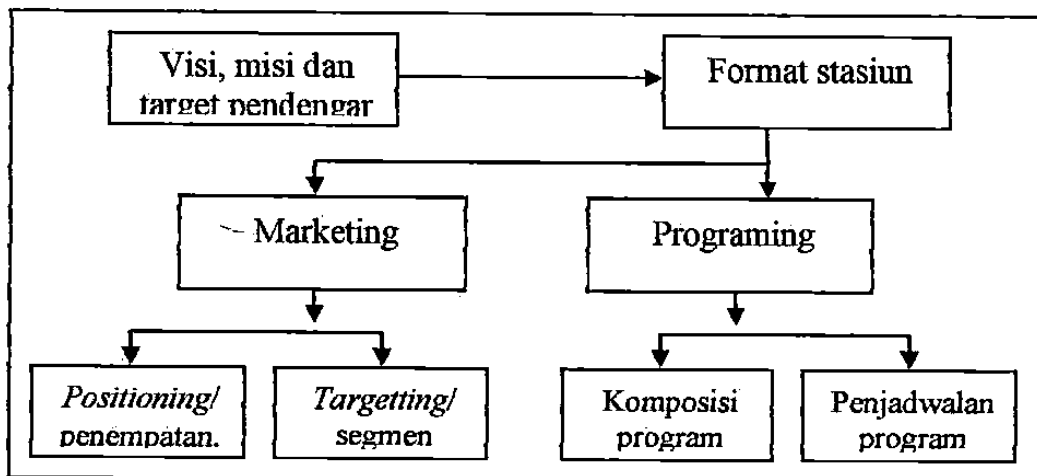 Visi, misi dan
target pendengar
Format stasiun
Marketing
Programing
Positioning/
penempatan.
Targetting/
segmen
Komposisi
program
Penjadwalan
program